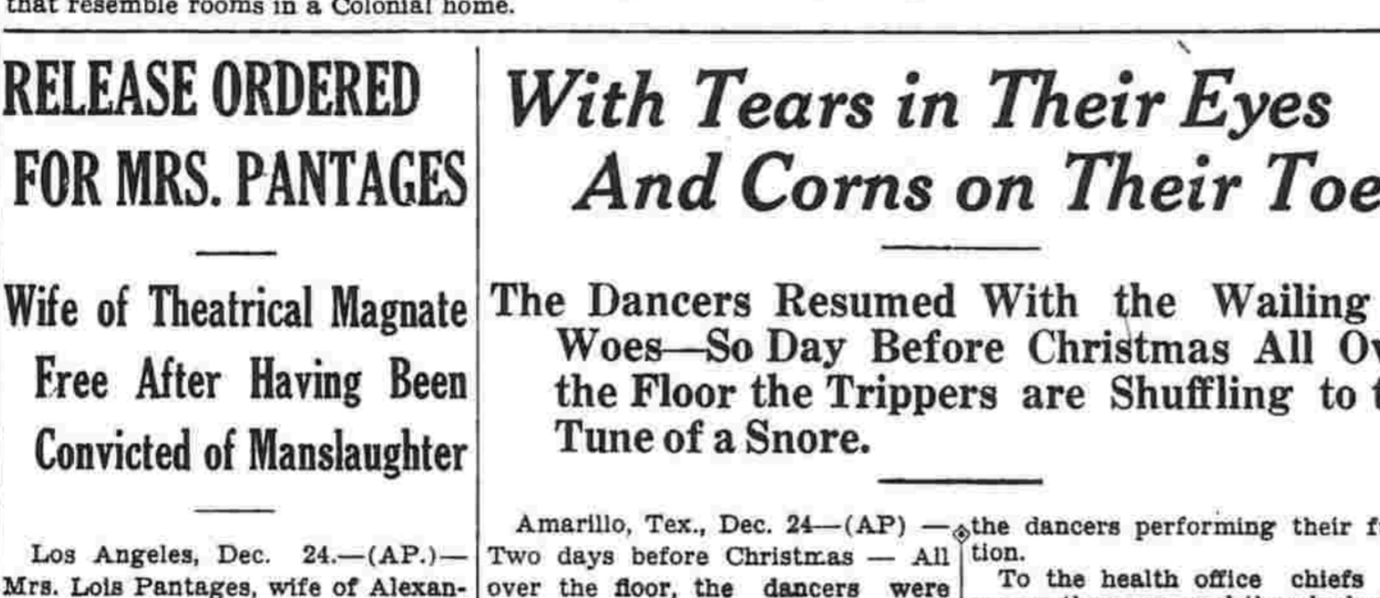 that resemble rooms in a Colonial home.
RELEASE ORDERED
FOR MRS. PANTAGES
Wife of Theatrical Magnate
Free After Having Been
Convicted of Manslaughter
Los Angeles, Dec. 24.—(AP.)—
Mrs. Lois Pantages, wife of Alexan-
With Tears in Their Eyes
And Corns on Their Toe
The Dancers Resumed With the Wailing
Woes—So Day Before Christmas All Ov
the Floor the Trippers are Shuffling to t
Tune of a Snore.
Amarillo, Tex., Dec. 24—(AP) —
Two days before Christmas — All
over the floor, the dancers were
the dancers performing their f
tion.
To the health office chiefs